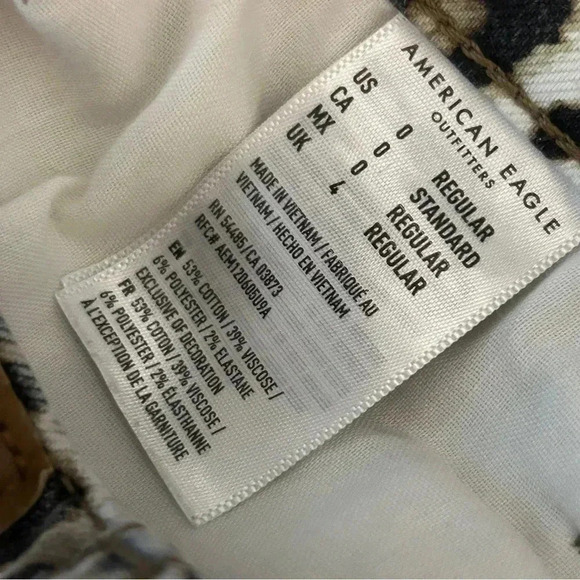 AMERICAN EAGLE
OUTFITTERS
US 0 REGULAR
CA 0 STANDARD
MX 0 REGULAR
UK 4 REGULAR
MADE IN VIETNAM / FABRIQUÉ AU
VIETNAM / HECHO EN VIETNAM
RN 54485 / CA 03873
RFC# AEM120605U9A
EN 53% COTTON / 39% VISCOSE /
6% POLYESTER / 2% ELASTANE
EXCLUSIVE OF DECORATION
FR 53% COTON / 39% VISCOSE /
6% POLYESTER / 2% ÉLASTHANNE
À L'EXCEPTION DE LA GARNITURE